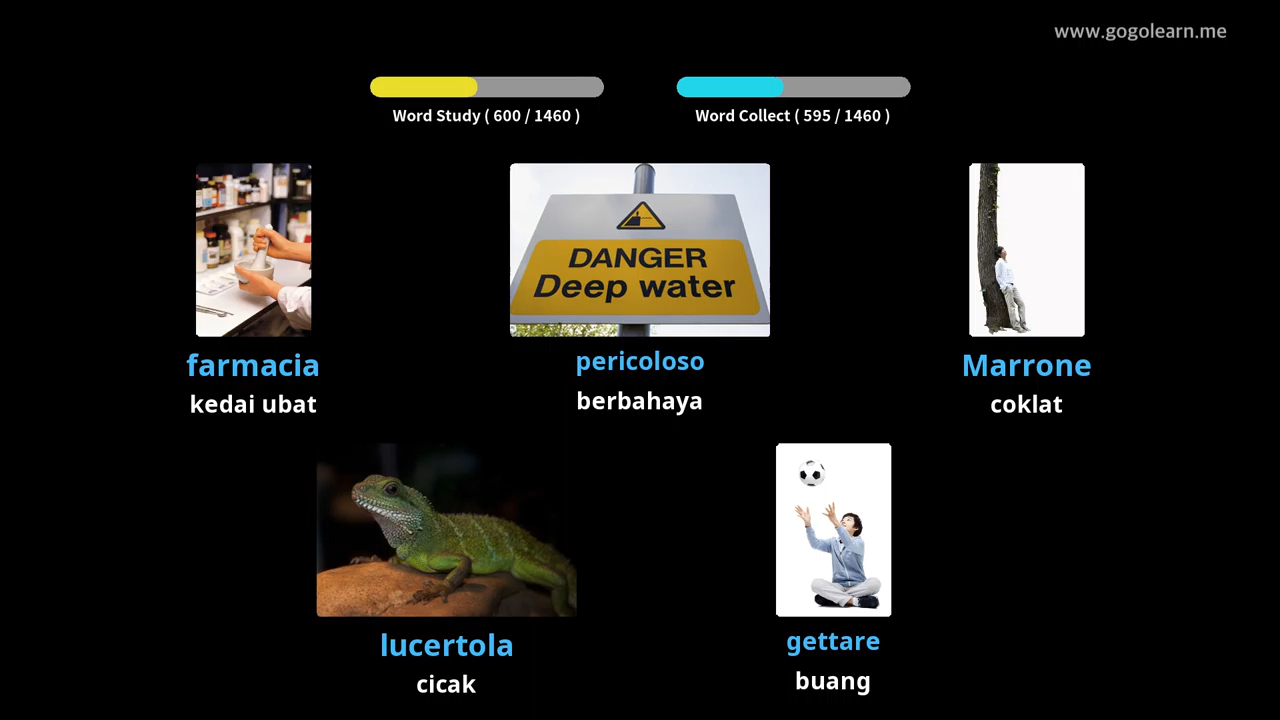 www.gogolearn.me
Word Study ( 600 / 1460 )
Word Collect ( 595 / 1460 )
DANGER
Deep water
farmacia
kedai ubat
pericoloso
berbahaya
Marrone
coklat
lucertola
cicak
gettare
buang